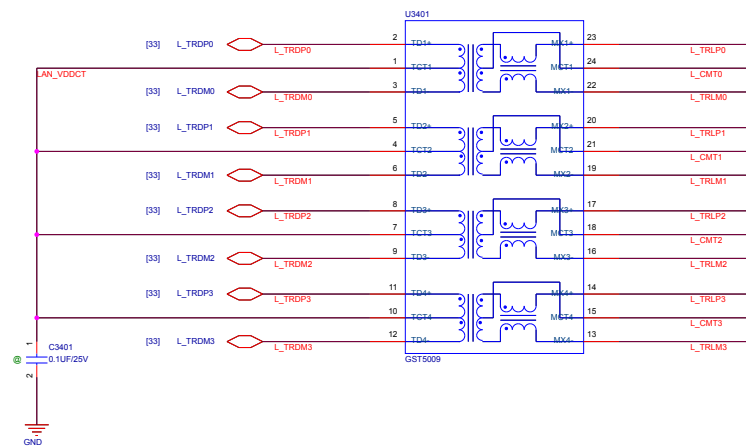 U3401
[33] L_TRDP0 L_TRDP0 2 TD1+ MX1+ 23 L_TRLP0
LAN_VDDCT 1 TCT1 MCT1 24 L_CMT0
[33] L_TRDM0 L_TRDM0 3 TD1- MX1- 22 L_TRLM0
[33] L_TRDP1 L_TRDP1 5 TD2+ MX2+ 20 L_TRLP1
4 TCT2 MCT2 21 L_CMT1
[33] L_TRDM1 L_TRDM1 6 TD2- MX2- 19 L_TRLM1
[33] L_TRDP2 L_TRDP2 8 TD3+ MX3+ 17 L_TRLP2
7 TCT3 MCT3 18 L_CMT2
[33] L_TRDM2 L_TRDM2 9 TD3- MX3- 16 L_TRLM2
[33] L_TRDP3 L_TRDP3 11 TD4+ MX4+ 14 L_TRLP3
10 TCT4 MCT4 15 L_CMT3
[33] L_TRDM3 L_TRDM3 12 TD4- MX4- 13 L_TRLM3
GST5009
1
C3401
@ 0.1UF/25V
2
GND